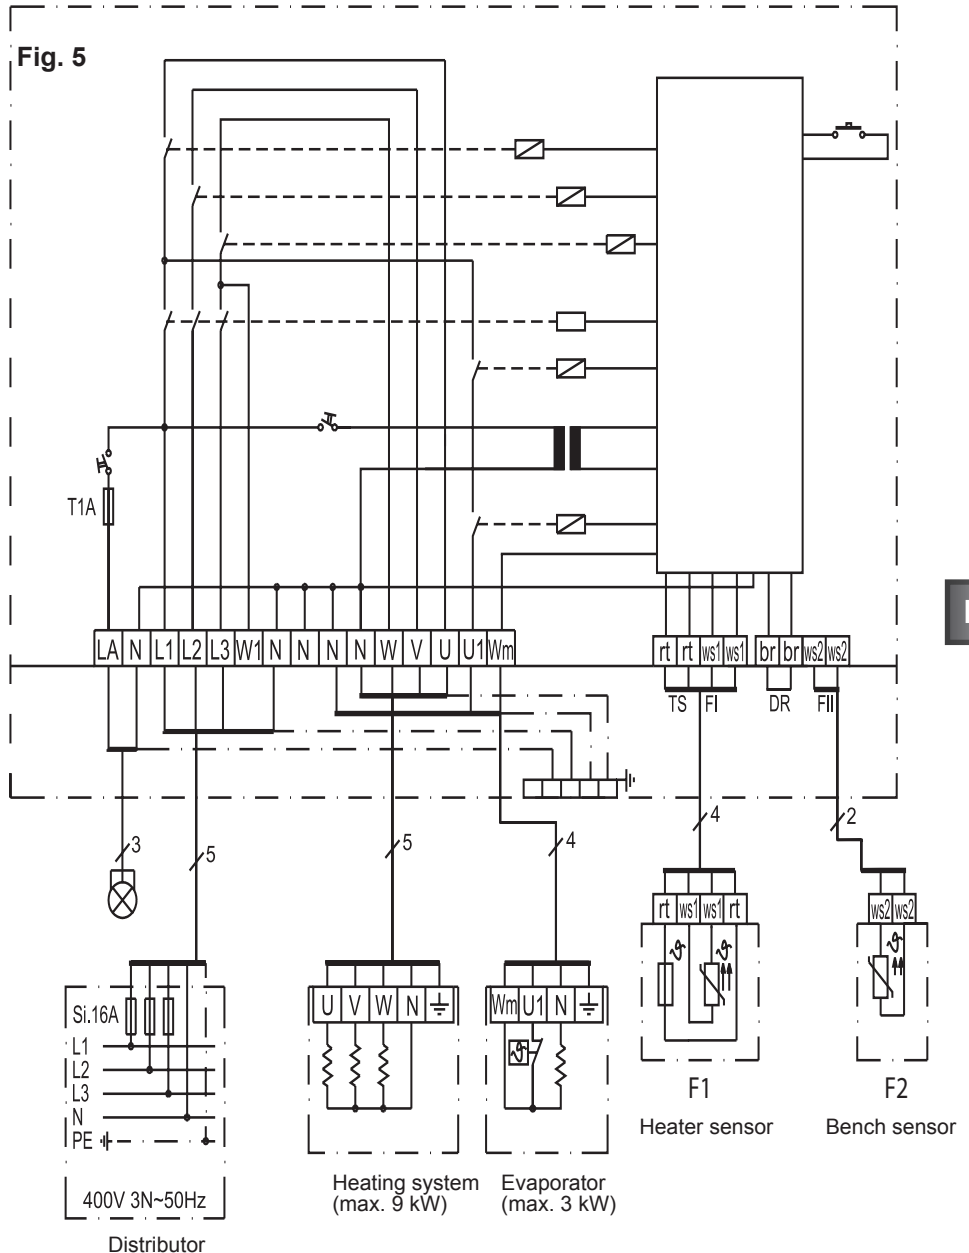 Fig. 5
T1A
LA N L1 L2 L3 W1 N N N N W V U U1 Wm
rt rt ws1 ws1 br br ws2 ws2
TS FI DR FII
3
5
5
4
4
2
rt ws1 ws1 rt
ws2 ws2
U V W N
Wm U1 N
Si.16A
L1
L2
L3
N
PE
400V 3N~50Hz
Distributor
Heating system
(max. 9 kW)
Evaporator
(max. 3 kW)
F1
Heater sensor
F2
Bench sensor